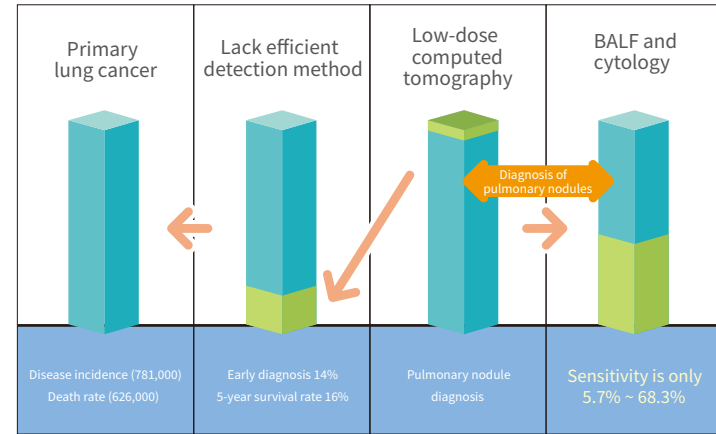 Primary
lung cancer
Lack efficient
detection method
Low-dose
computed
tomography
BALF and
cytology
Diagnosis of
pulmonary nodules
Disease incidence (781,000)
Death rate (626,000)
Early diagnosis 14%
5-year survival rate 16%
Pulmonary nodule
diagnosis
Sensitivity is only
5.7% ~ 68.3%